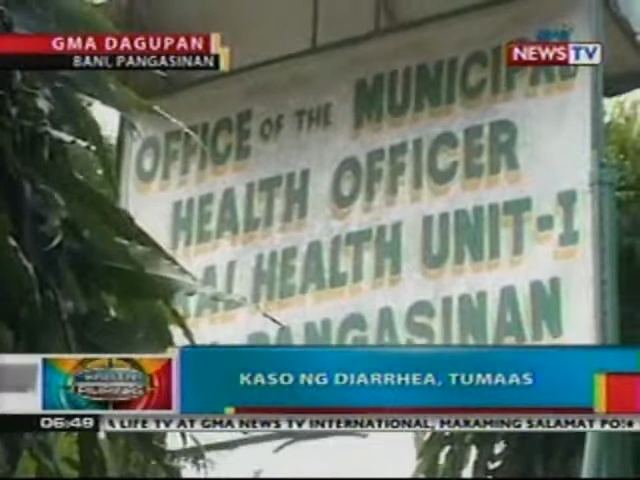 GMA DAGUPAN
BANI, PANGASINAN
NEWS TV
OFFICE OF THE MUNICIPAL
HEALTH OFFICER
HEALTH UNIT-I
PANGASINAN
KASO NG DIARRHEA, TUMAAS
06:49
LIFE TV AT GMA NEWS TV INTERNATIONAL, MARAMING SALAMAT PO!